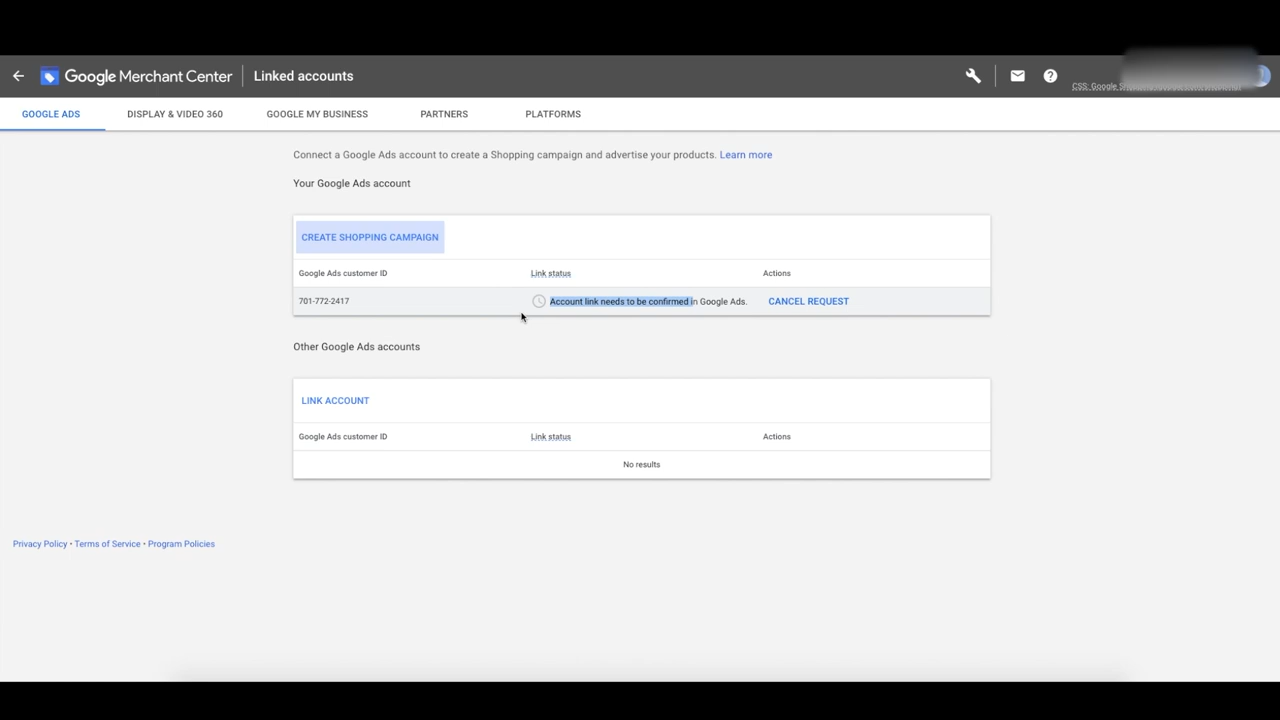 Google Merchant Center
Linked accounts
CSS: Google
GOOGLE ADS
DISPLAY & VIDEO 360
GOOGLE MY BUSINESS
PARTNERS
PLATFORMS
Connect a Google Ads account to create a Shopping campaign and advertise your products. Learn more
Your Google Ads account
CREATE SHOPPING CAMPAIGN
Google Ads customer ID
Link status
Actions
701-772-2417
Account link needs to be confirmed in Google Ads.
CANCEL REQUEST
Other Google Ads accounts
LINK ACCOUNT
Google Ads customer ID
Link status
Actions
No results
Privacy Policy • Terms of Service • Program Policies